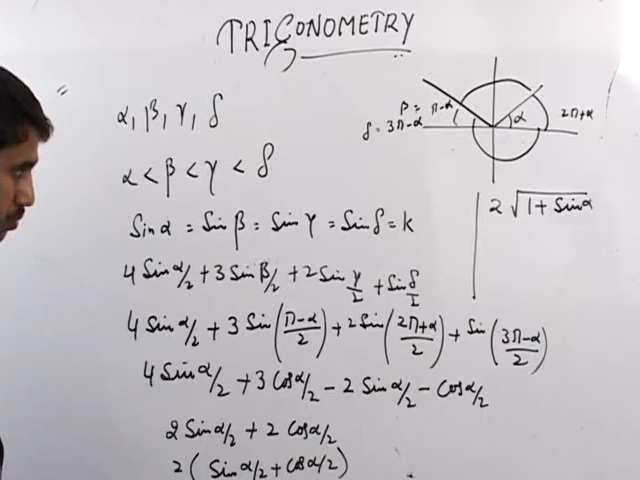 TRIGONOMETRY
α, β, γ, δ
α < β < γ < δ
Sin α = Sin β = Sin γ = Sin δ = k
4 Sin α/2 + 3 Sin β/2 + 2 Sin γ/2 + Sin δ/2
4 Sin α/2 + 3 Sin (π-α/2) + 2 Sin (2π+α/2) + Sin (3π-α/2)
4 Sin α/2 + 3 Cos α/2 - 2 Sin α/2 - Cos α/2
2 Sin α/2 + 2 Cos α/2
2 ( Sin α/2 + Cos α/2 )
β = π-α
δ = 3π-α
α
2π+α
2 √1 + Sin α